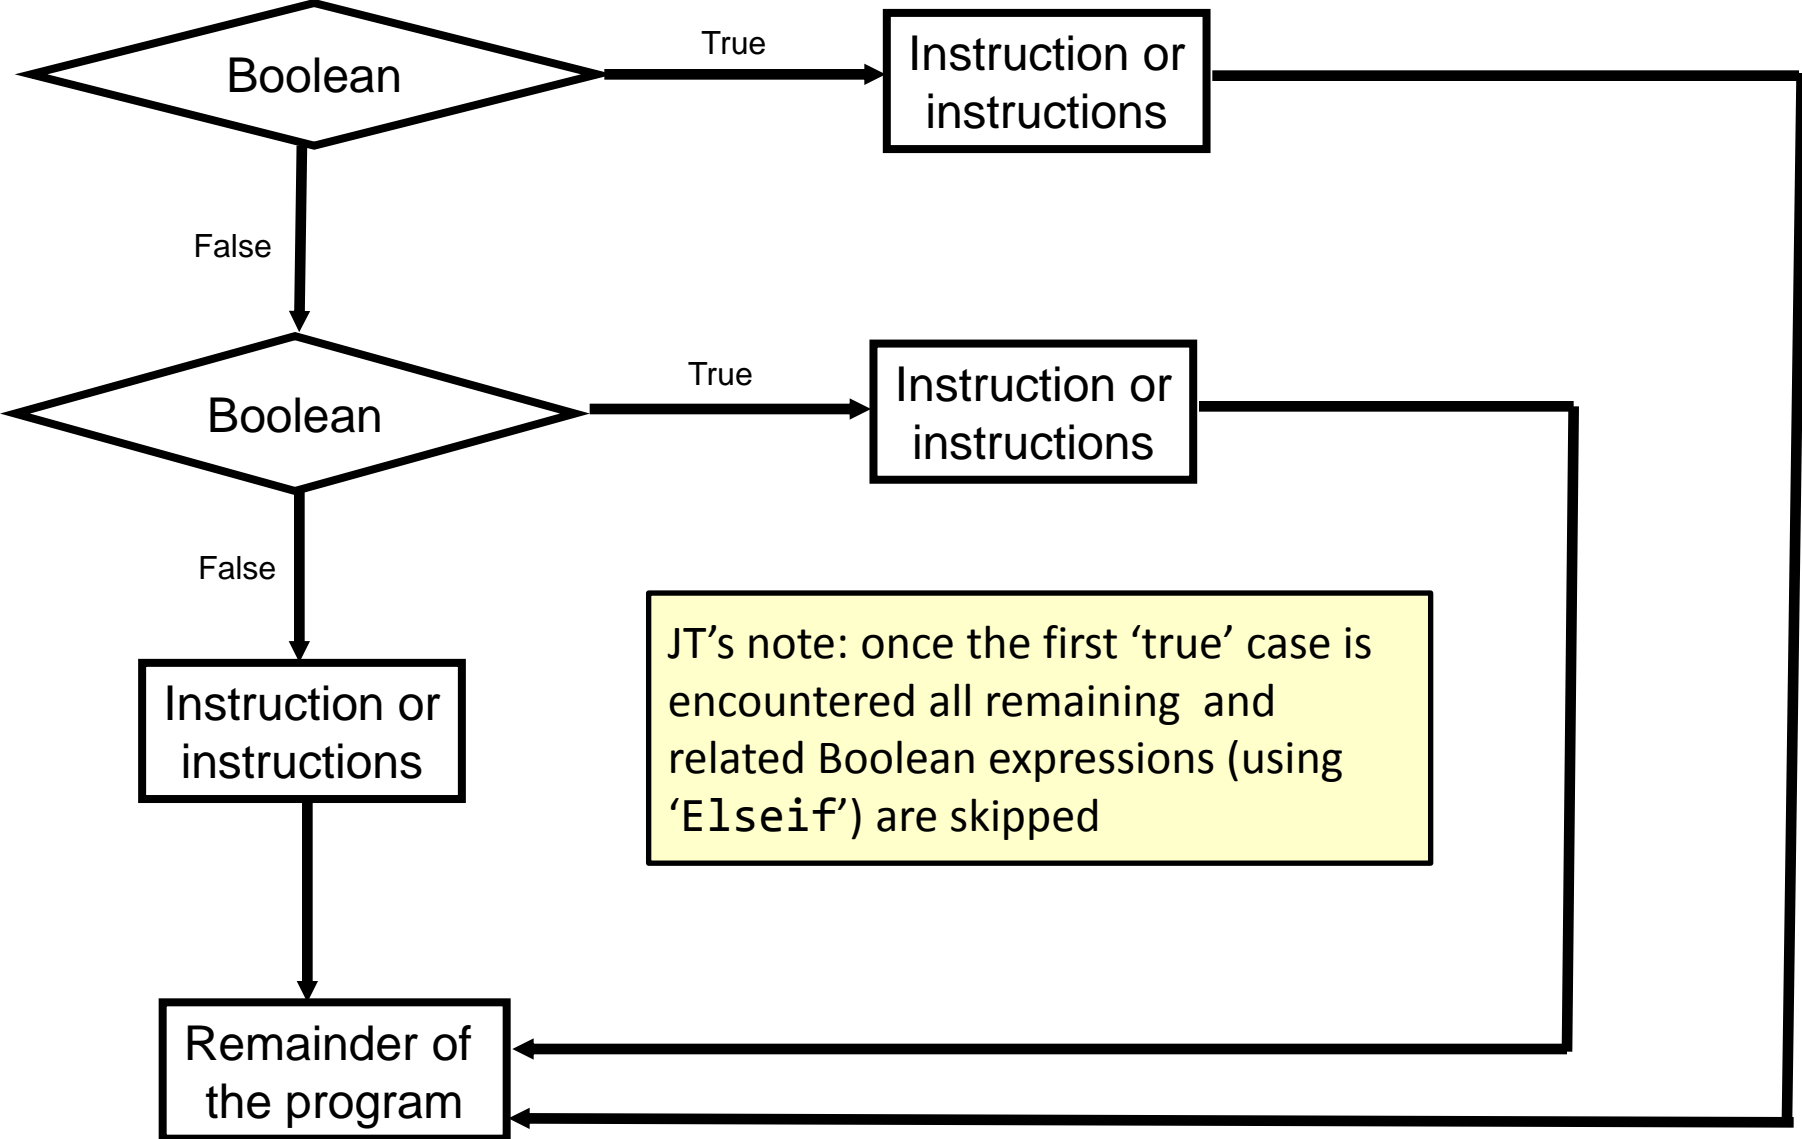 Boolean
True
Instruction or
instructions
False
Boolean
True
Instruction or
instructions
False
Instruction or
instructions
JT’s note: once the first ‘true’ case is
encountered all remaining  and
related Boolean expressions (using
‘Elseif’) are skipped
Remainder of
the program